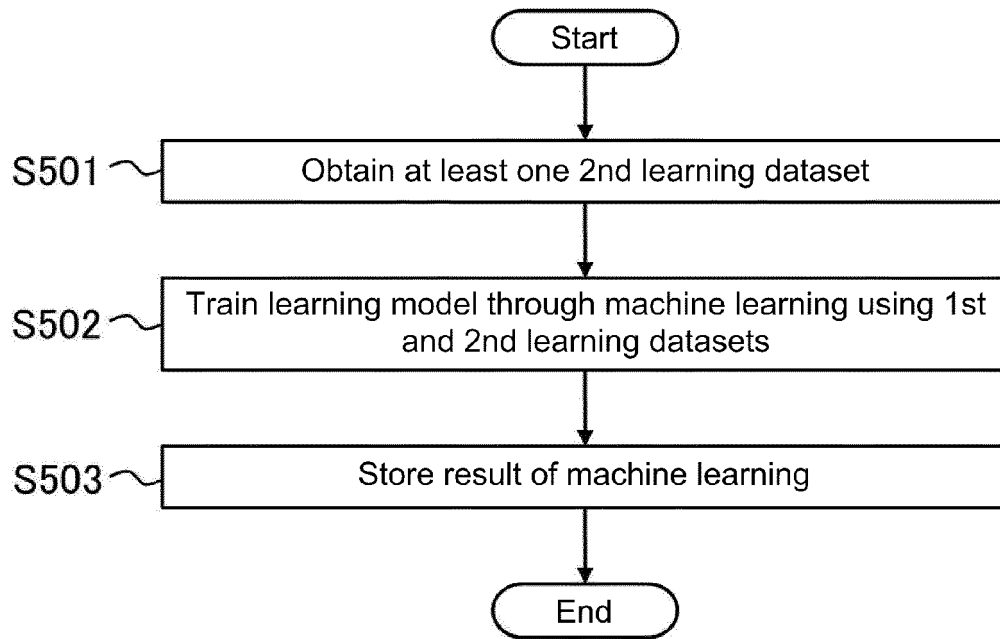 Start
S501
Obtain at least one 2nd learning dataset
S502
Train learning model through machine learning using 1st
and 2nd learning datasets
S503
Store result of machine learning
End